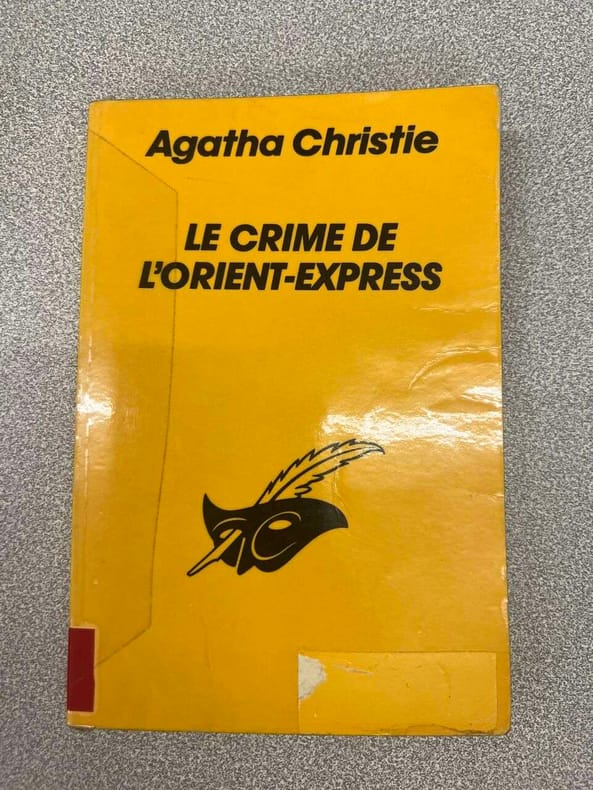 Agatha Christie
LE CRIME DE
L'ORIENT-EXPRESS